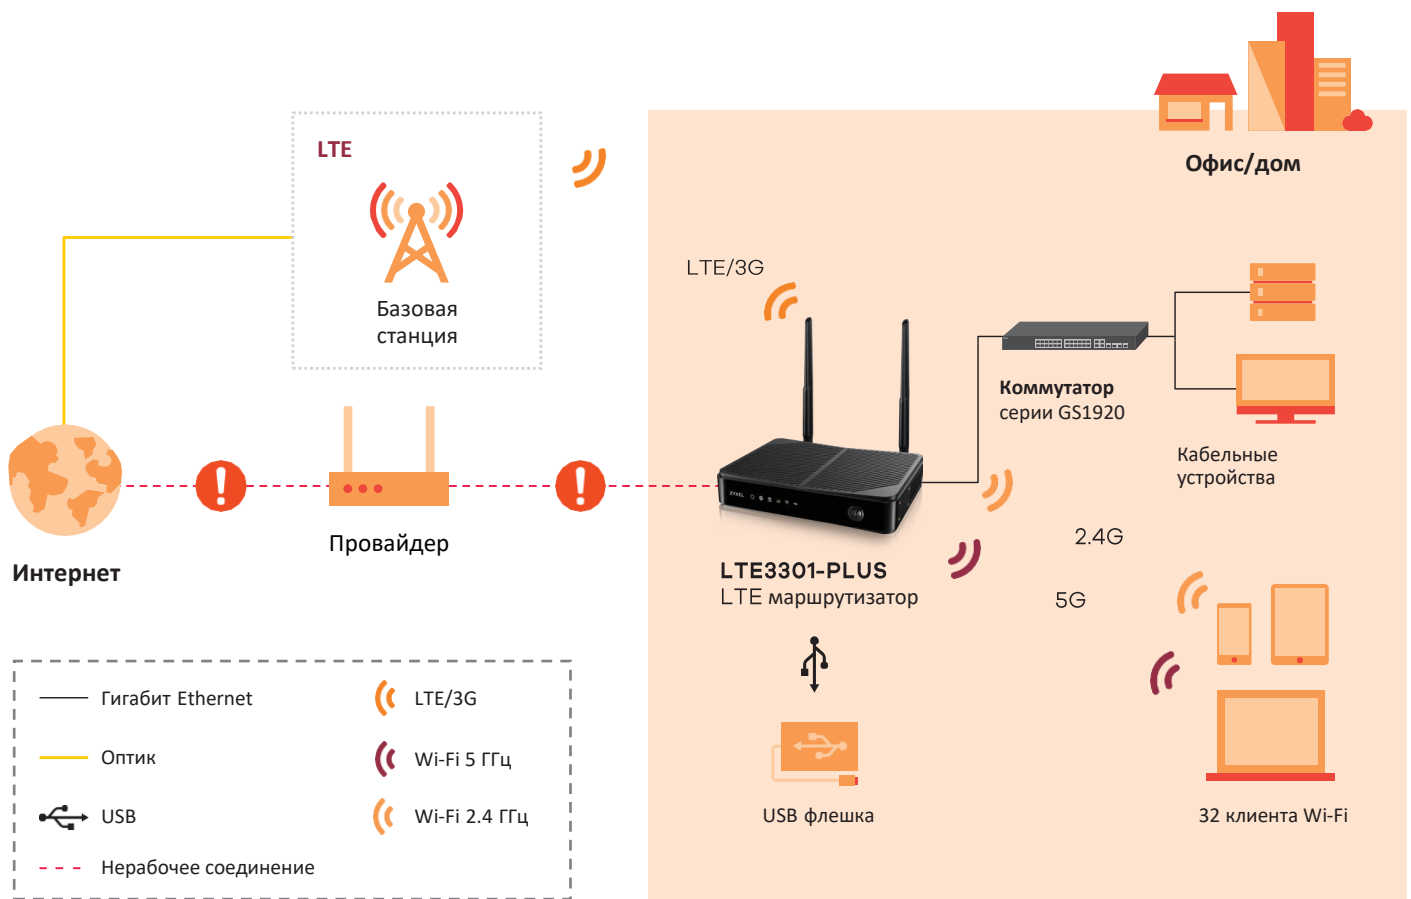 Офис/дом
LTE
Базовая
станция
LTE/3G
Коммутатор
серии GS1920
Кабельные
устройства
Интернет
Провайдер
ZYXEL
LTE3301-PLUS
LTE маршрутизатор
2.4G
5G
USB флешка
32 клиента Wi-Fi
Гигабит Ethernet
LTE/3G
Оптик
Wi-Fi 5 ГГц
USB
Wi-Fi 2.4 ГГц
Нерабочее соединение